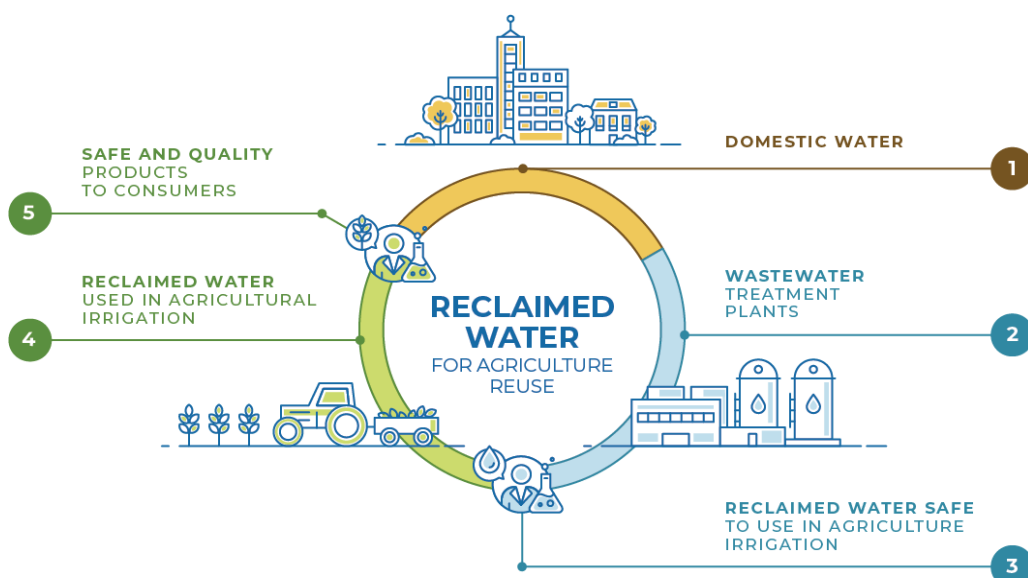 DOMESTIC WATER
1
WASTEWATER
TREATMENT
PLANTS
2
RECLAIMED WATER SAFE
TO USE IN AGRICULTURE
IRRIGATION
3
RECLAIMED WATER
USED IN AGRICULTURAL
IRRIGATION
4
SAFE AND QUALITY
PRODUCTS
TO CONSUMERS
5
RECLAIMED
WATER
FOR AGRICULTURE
REUSE